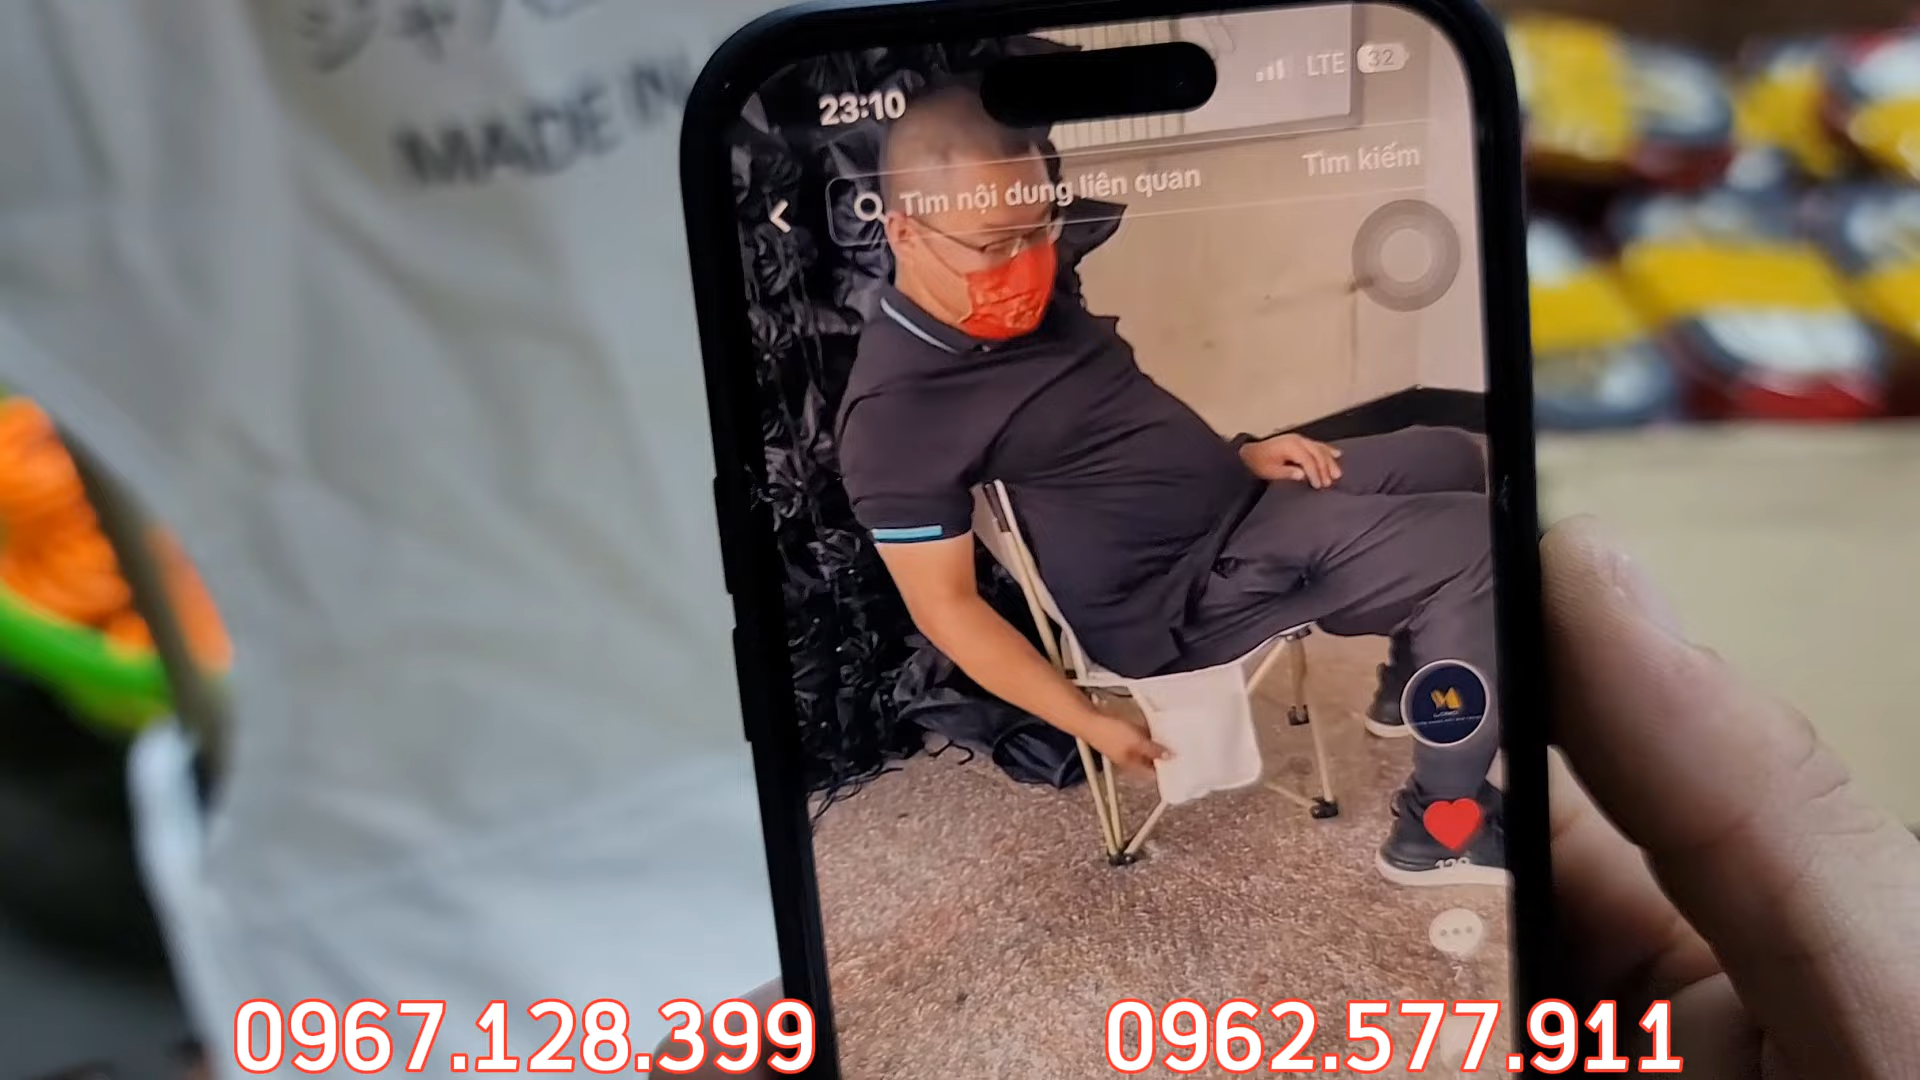 MADE IN
23:10
LTE 32
Tìm nội dung liên quan
Tìm kiếm
0967.128.399
0962.577.911